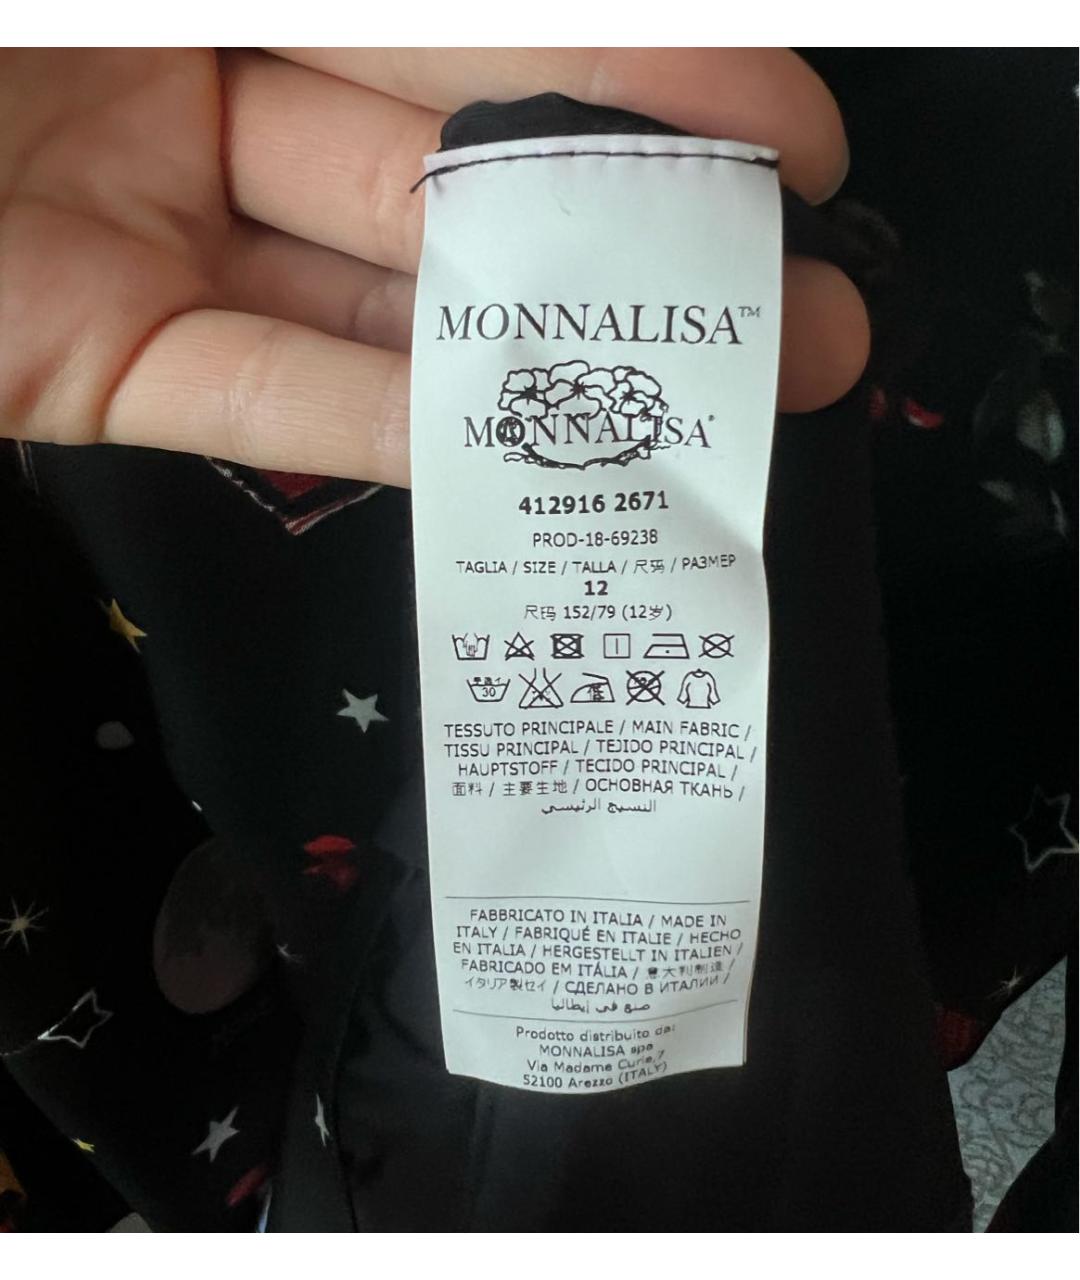 MONNALISA™
MONNALISA®
412916 2671
PROD-18-69238
TAGLIA / SIZE / TALLA / 尺码 / РАЗМЕР
12
尺码 152/79 (12岁)
30
TESSUTO PRINCIPALE / MAIN FABRIC /
TISSU PRINCIPAL / TEJIDO PRINCIPAL /
HAUPTSTOFF / TECIDO PRINCIPAL /
面料 / 主要生地 / ОСНОВНАЯ ТКАНЬ /
النسيج الرئيسي
FABBRICATO IN ITALIA / MADE IN
ITALY / FABRIQUÉ EN ITALIE / HECHO
EN ITALIA / HERGESTELLT IN ITALIEN /
FABRICADO EM ITÁLIA / 意大利制造 /
イタリア製セイ / СДЕЛАНО В ИТАЛИИ /
صنع في إيطاليا
Prodotto distribuito da:
MONNALISA spa
Via Madame Curie,7
52100 Arezzo (ITALY)